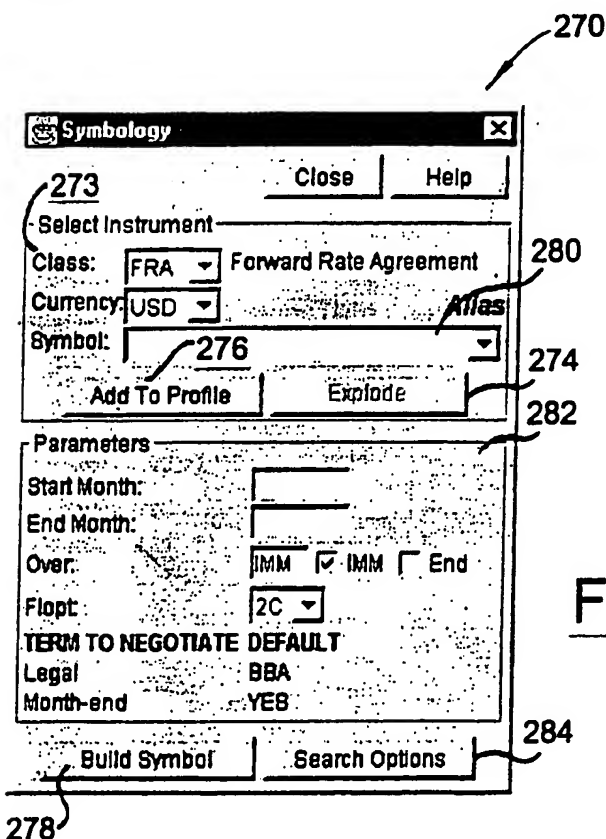 270
Symbology
Close Help
273
Select Instrument
Class: FRA Forward Rate Agreement
280
Currency: USD Alias
Symbol:
276
274
Add To Profile Explode
282
Parameters
Start Month:
End Month:
Over: IMM IMM End
Flopt: 2C
F
TERM TO NEGOTIATE DEFAULT
Legal BBA
Month-end YES
284
Build Symbol Search Options
278